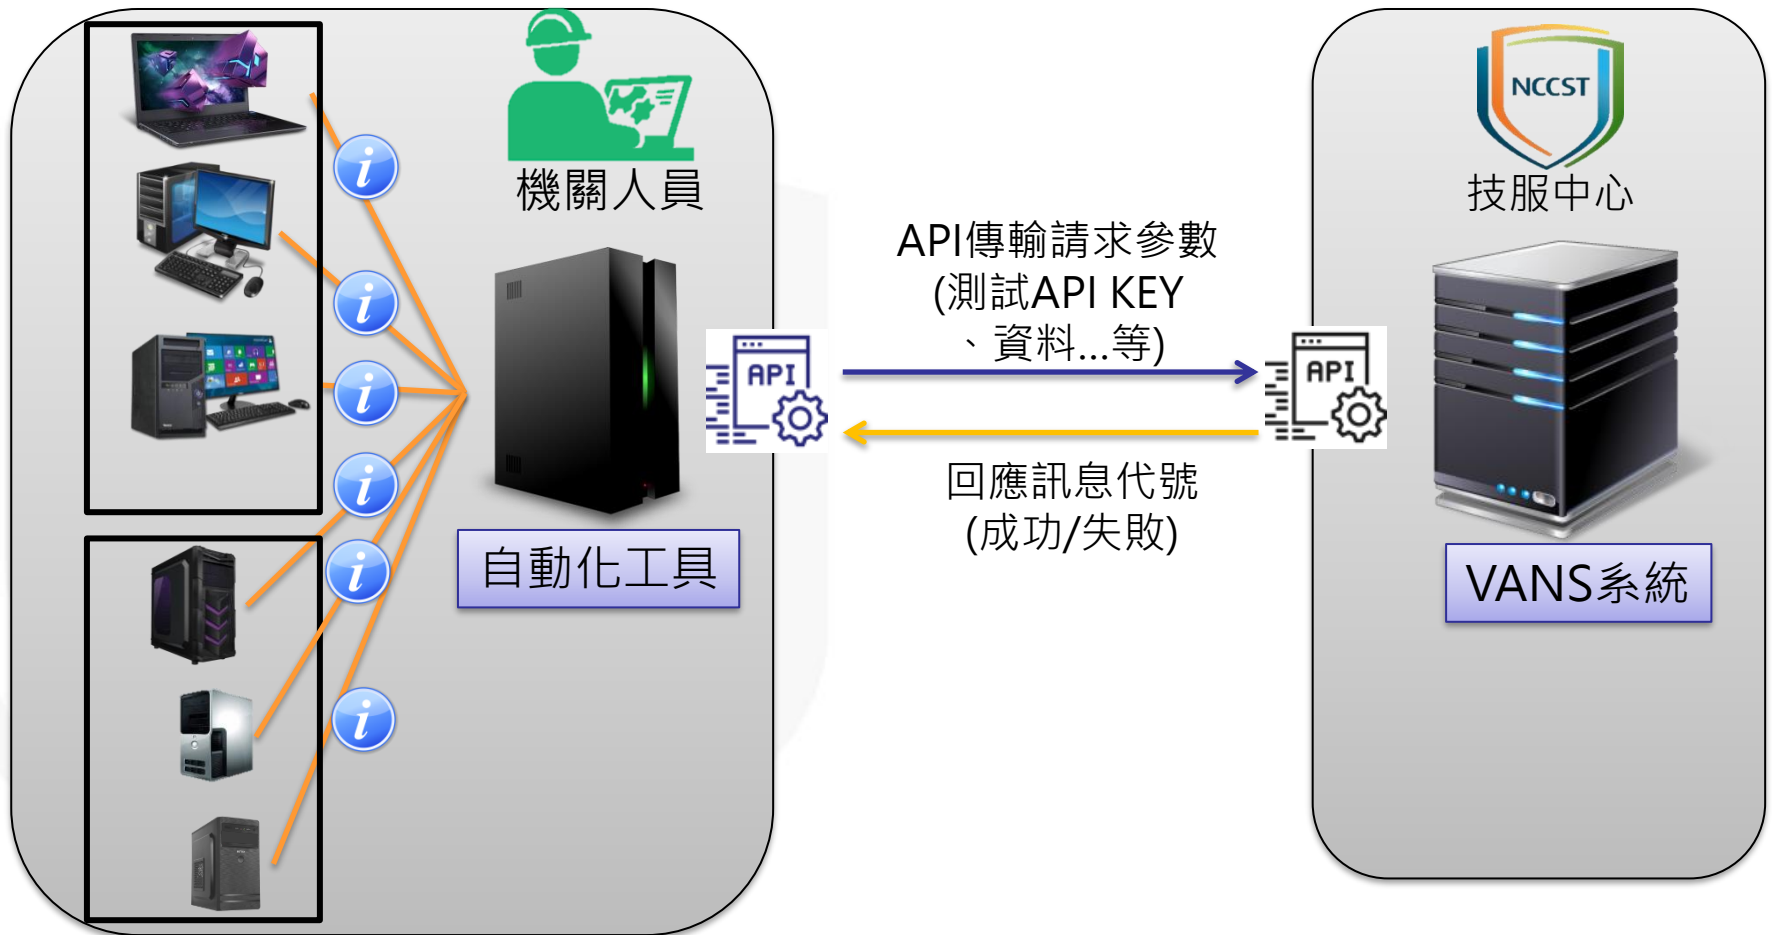 機關人員
自動化工具
API
API傳輸請求參數
(測試API KEY
、資料...等)
回應訊息代號
(成功/失敗)
API
NCCST
技服中心
VANS系統